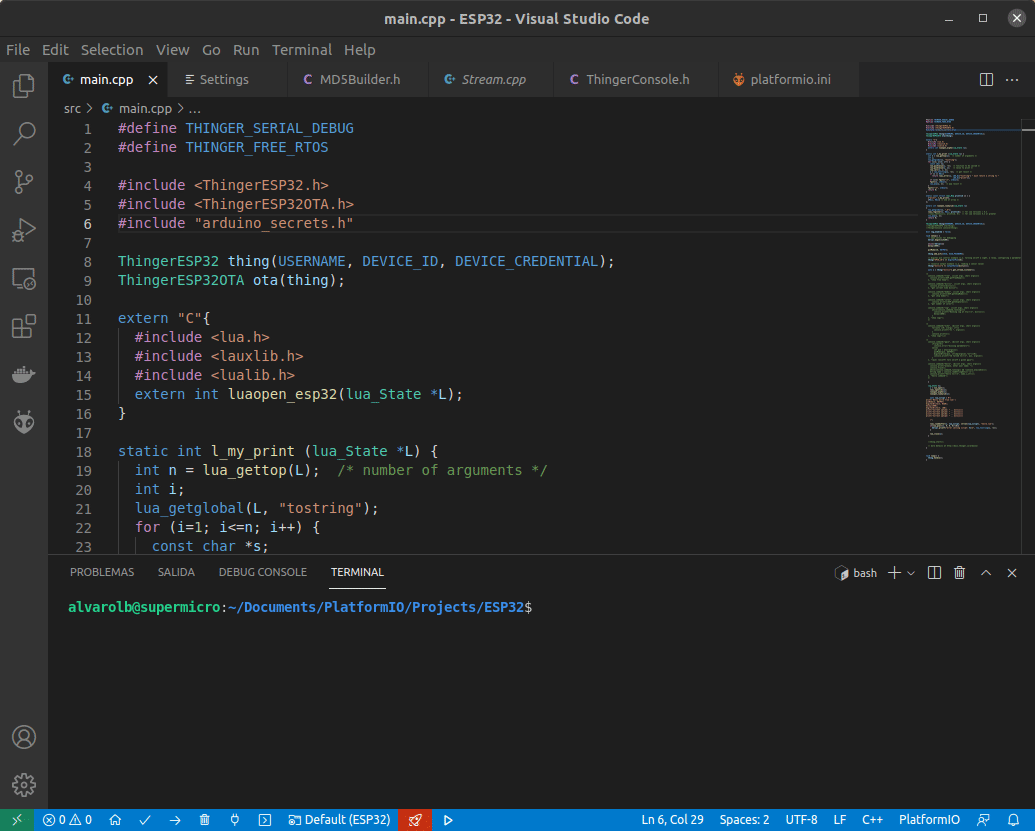 main.cpp - ESP32 - Visual Studio Code
File Edit Selection View Go Run Terminal Help
main.cpp Settings MD5Builder.h Stream.cpp ThingerConsole.h platformio.ini
src > main.cpp > ...
1 #define THINGER_SERIAL_DEBUG
2 #define THINGER_FREE_RTOS
3
4 #include <ThingerESP32.h>
5 #include <ThingerESP32OTA.h>
6 #include "arduino_secrets.h"
7
8 ThingerESP32 thing(USERNAME, DEVICE_ID, DEVICE_CREDENTIAL);
9 ThingerESP32OTA ota(thing);
10
11 extern "C"{
12 #include <lua.h>
13 #include <lauxlib.h>
14 #include <lualib.h>
15 extern int luaopen_esp32(lua_State *L);
16 }
17
18 static int l_my_print (lua_State *L) {
19 int n = lua_gettop(L); /* number of arguments */
20 int i;
21 lua_getglobal(L, "tostring");
22 for (i=1; i<=n; i++) {
23 const char *s;
PROBLEMAS SALIDA DEBUG CONSOLE TERMINAL bash
alvarolb@supermicro:~/Documents/PlatformIO/Projects/ESP32$
0 0 Default (ESP32) Ln 6, Col 29 Spaces: 2 UTF-8 LF C++ PlatformIO